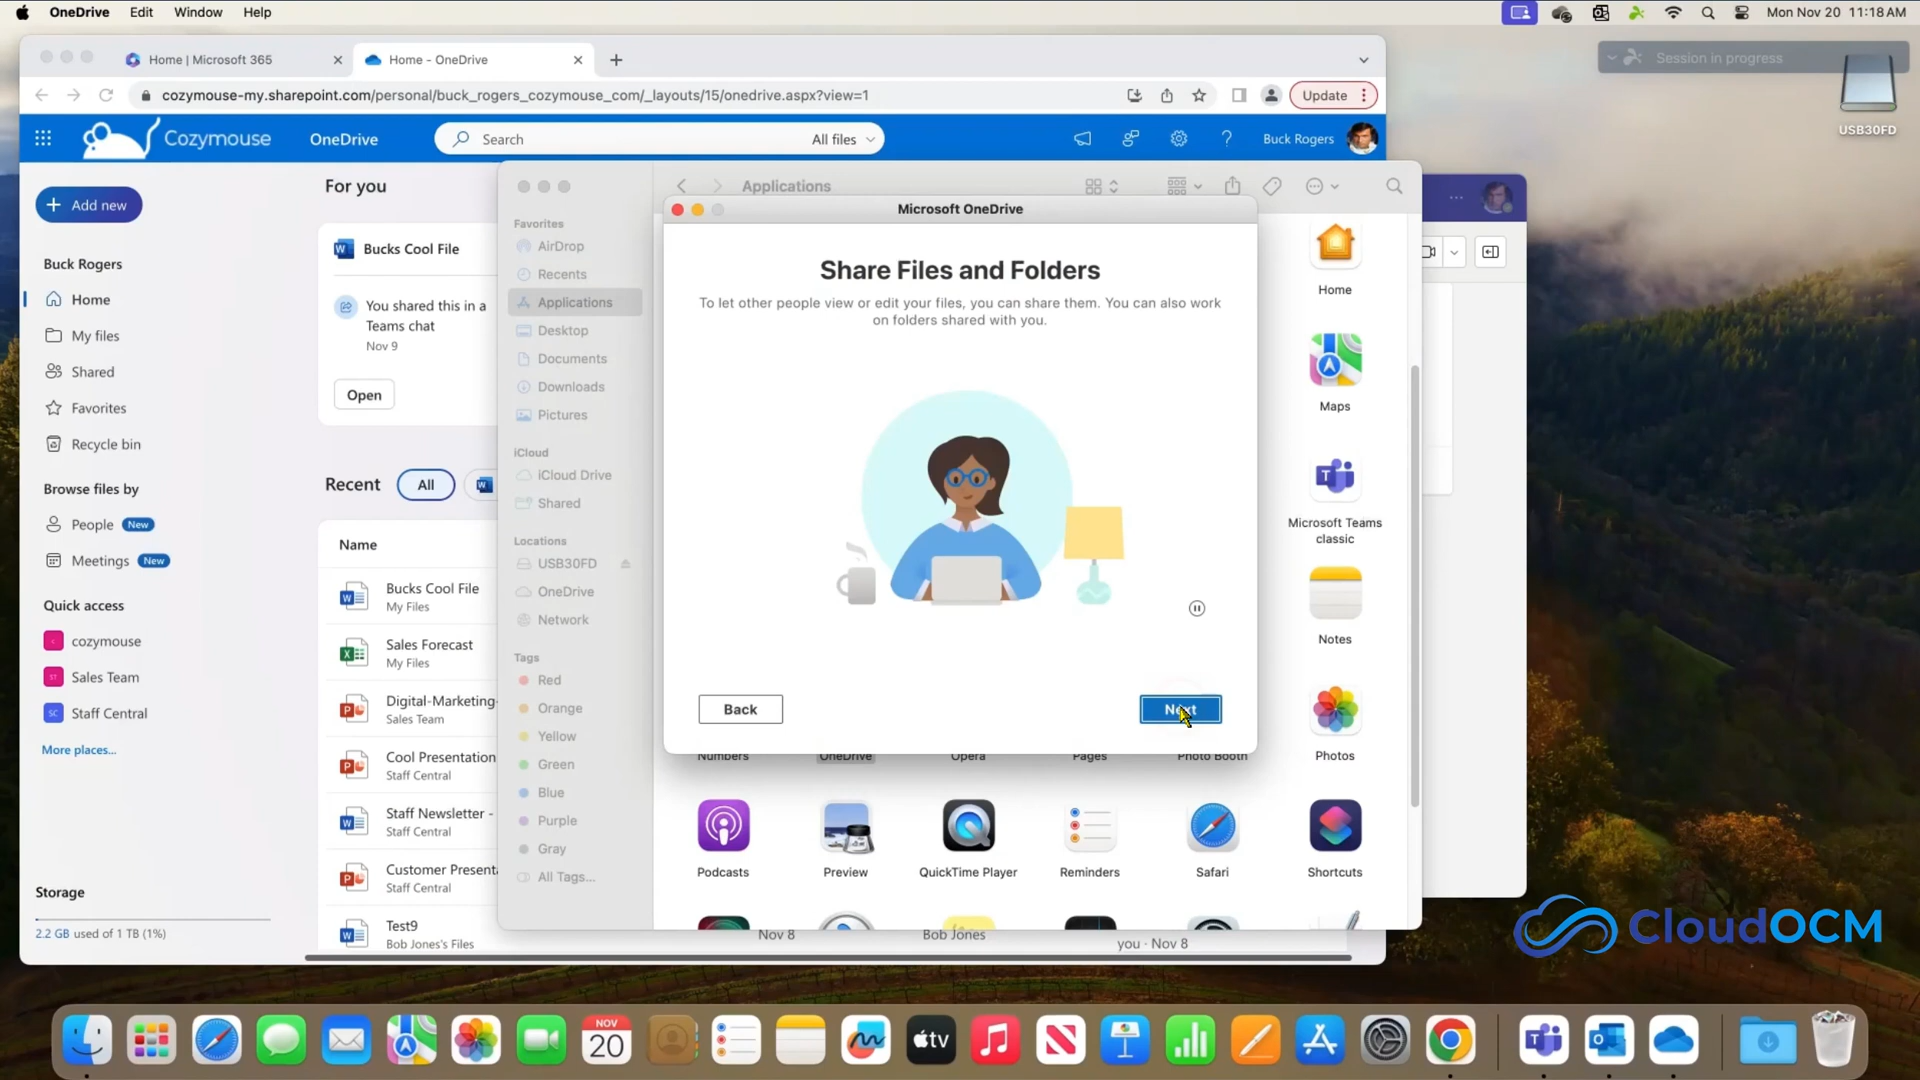 OneDrive Edit Window Help
Mon Nov 20 11:18 AM
Home | Microsoft 365
Home - OneDrive
Session in progress
cozymouse-my.sharepoint.com/personal/buck_rogers_cozymouse_com/_layouts/15/onedrive.aspx?view=1
Update
USB30FD
Cozymouse
OneDrive
Search
All files
Buck Rogers
Add new
Buck Rogers
Home
My files
Shared
Favorites
Recycle bin
Browse files by
People New
Meetings New
Quick access
cozymouse
Sales Team
Staff Central
More places...
Storage
2.2 GB used of 1 TB (1%)
For you
Bucks Cool File
You shared this in a
Teams chat
Nov 9
Open
Recent
All
Name
Bucks Cool File
My Files
Sales Forecast
My Files
Digital-Marketing-
Sales Team
Cool Presentation
Staff Central
Staff Newsletter -
Staff Central
Customer Presenta
Staff Central
Test9
Bob Jones's Files
Nov 8
Bob Jones
you · Nov 8
Favorites
AirDrop
Recents
Applications
Desktop
Documents
Downloads
Pictures
iCloud
iCloud Drive
Shared
Locations
USB30FD
OneDrive
Network
Tags
Red
Orange
Yellow
Green
Blue
Purple
Gray
All Tags...
Applications
Microsoft OneDrive
Share Files and Folders
To let other people view or edit your files, you can share them. You can also work
on folders shared with you.
Back
Next
Home
Maps
Microsoft Teams
classic
Notes
Photos
Numbers
OneDrive
Opera
Pages
Photo Booth
Podcasts
Preview
QuickTime Player
Reminders
Safari
Shortcuts
CloudOCM
NOV
20
tv